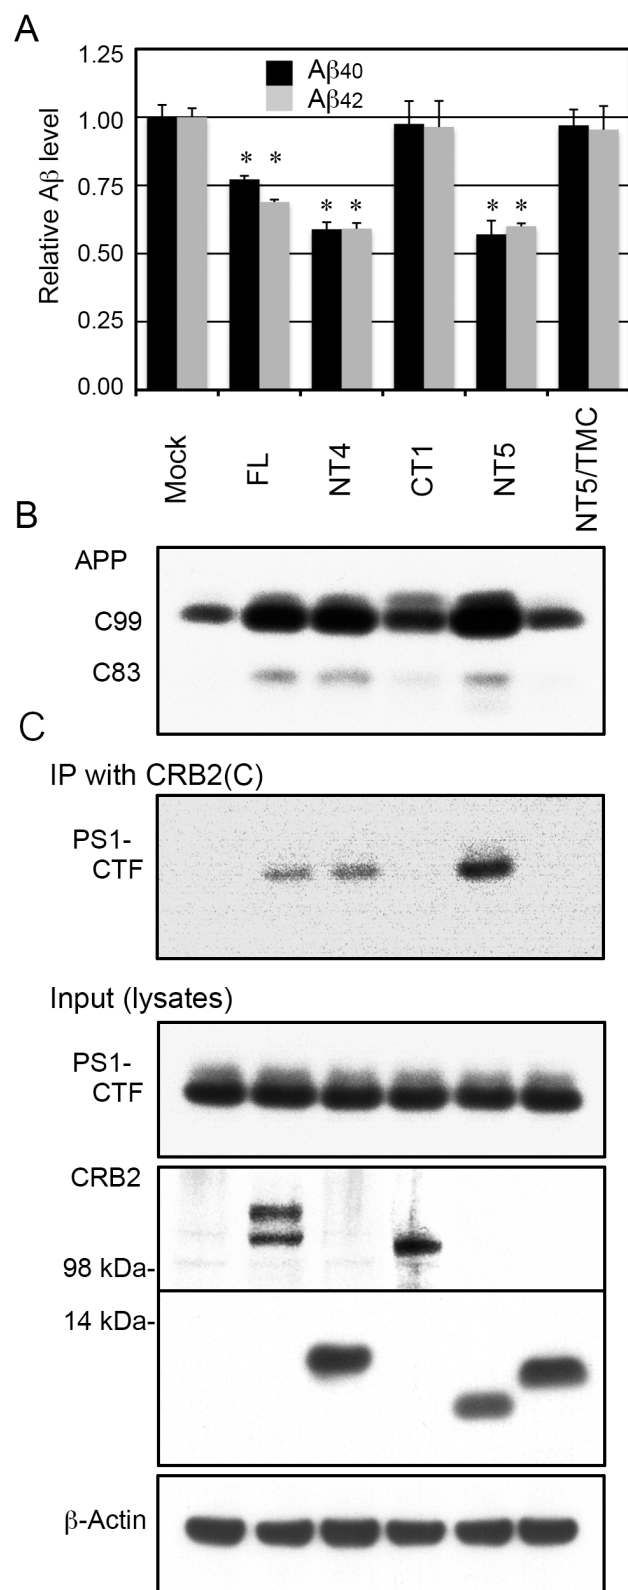 A
1.25
1.00
0.75
0.50
0.25
0.00
Relative Aβ level
Aβ40
Aβ42
* * * * * *
Mock FL NT4 CT1 NT5 NT5/TMC
B
APP
C99
C83
C
IP with CRB2(C)
PS1-
CTF
Input (lysates)
PS1-
CTF
CRB2
98 kDa-
14 kDa-
β-Actin